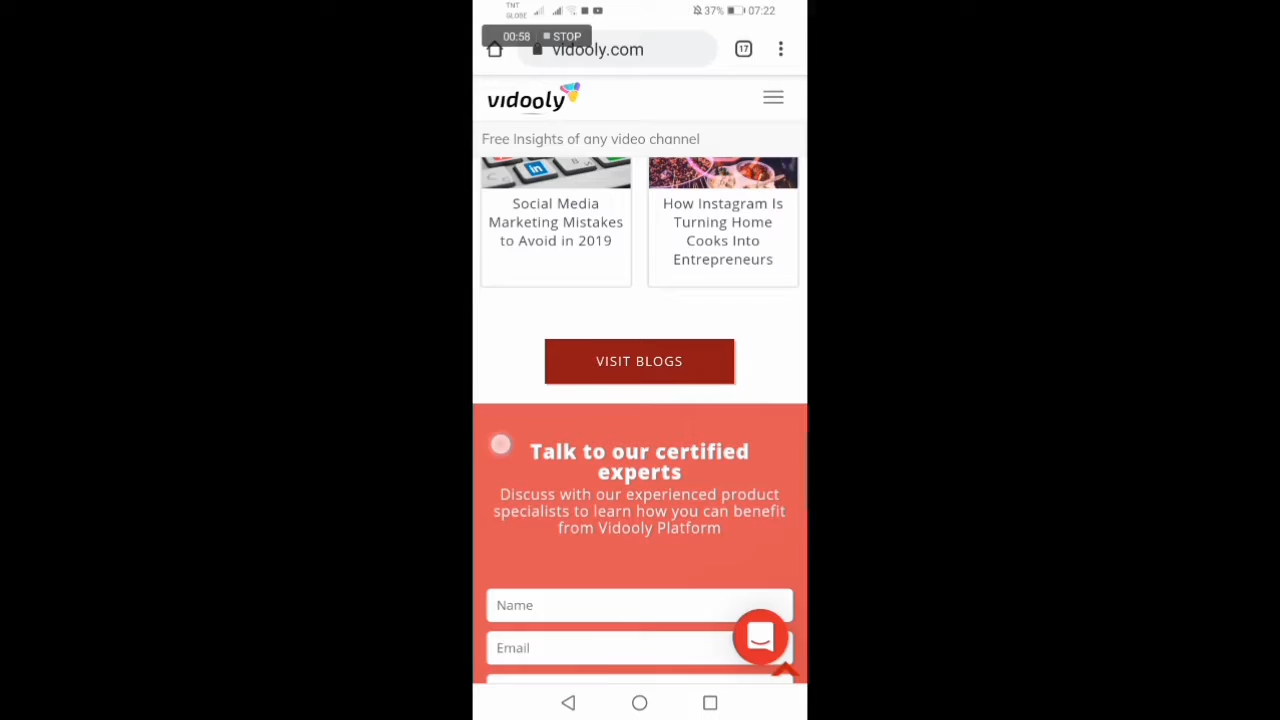 TNT
GLOBE
37% 07:22
00:58 STOP
vidooly.com
17
vidooly
Free Insights of any video channel
in
Social Media
Marketing Mistakes
to Avoid in 2019
How Instagram Is
Turning Home
Cooks Into
Entrepreneurs
VISIT BLOGS
Talk to our certified
experts
Discuss with our experienced product
specialists to learn how you can benefit
from Vidooly Platform
Name
Email